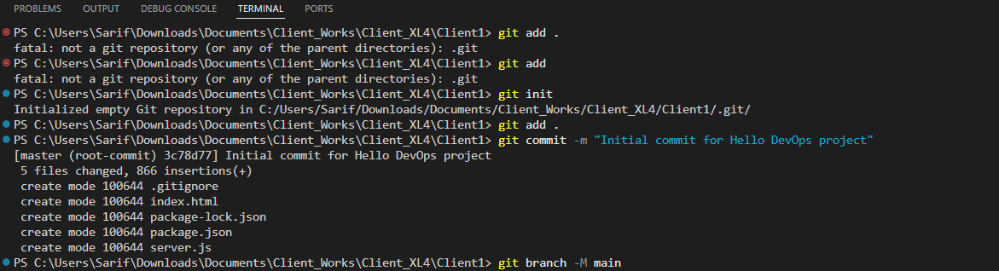 PROBLEMS OUTPUT DEBUG CONSOLE TERMINAL PORTS
PS C:\Users\Sarif\Downloads\Documents\Client_Works\Client_XL4\Client1> git add .
fatal: not a git repository (or any of the parent directories): .git
PS C:\Users\Sarif\Downloads\Documents\Client_Works\Client_XL4\Client1> git add
fatal: not a git repository (or any of the parent directories): .git
PS C:\Users\Sarif\Downloads\Documents\Client_Works\Client_XL4\Client1> git init
Initialized empty Git repository in C:/Users/Sarif/Downloads/Documents/Client_Works/Client_XL4/Client1/.git/
PS C:\Users\Sarif\Downloads\Documents\Client_Works\Client_XL4\Client1> git add .
PS C:\Users\Sarif\Downloads\Documents\Client_Works\Client_XL4\Client1> git commit -m "Initial commit for Hello DevOps project"
[master (root-commit) 3c78d77] Initial commit for Hello DevOps project
5 files changed, 866 insertions(+)
create mode 100644 .gitignore
create mode 100644 index.html
create mode 100644 package-lock.json
create mode 100644 package.json
create mode 100644 server.js
PS C:\Users\Sarif\Downloads\Documents\Client_Works\Client_XL4\Client1> git branch -M main